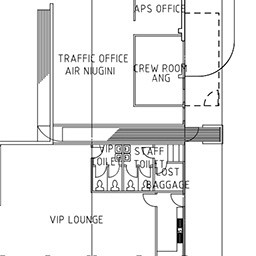 APS OFFICE
TRAFFIC OFFICE
AIR NIUGINI
CREW ROOM
ANG
VIP
TOILET
STAFF
TOILET
LOST
BAGGAGE
VIP LOUNGE